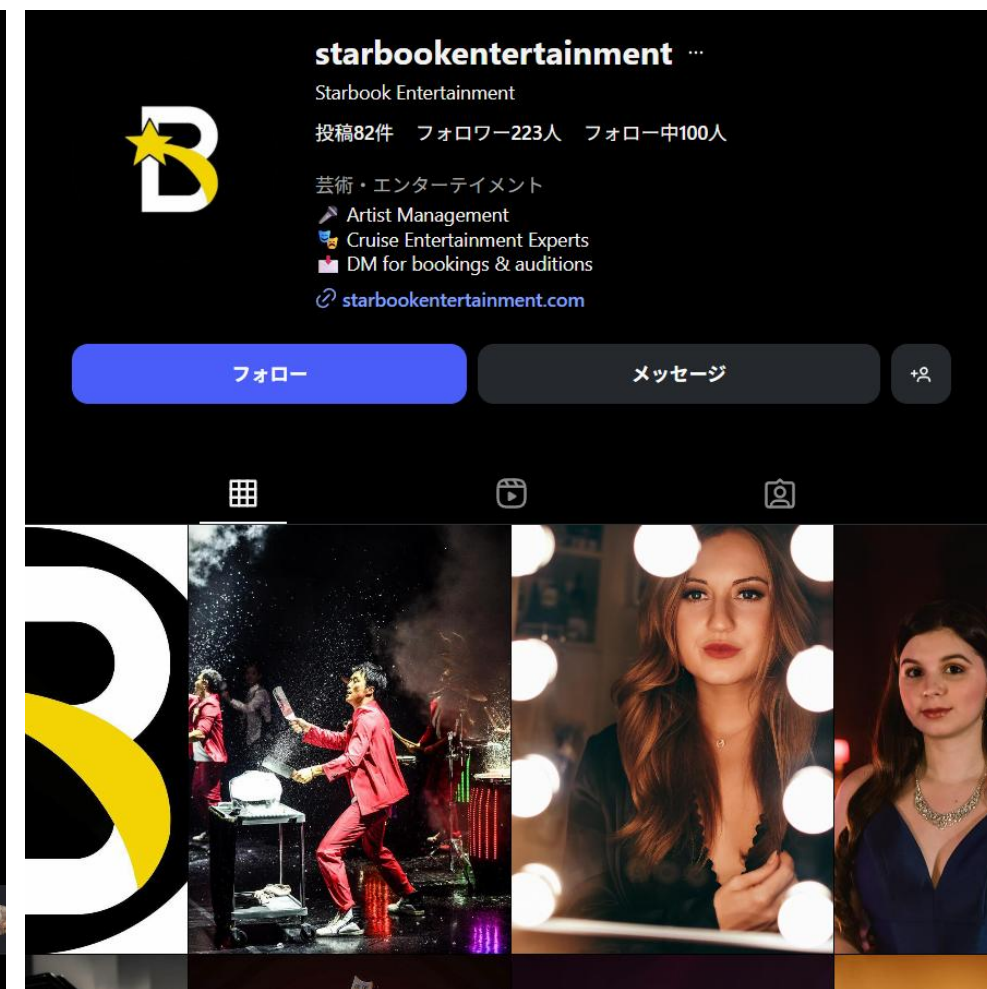 starbookentertainment ...
Starbook Entertainment
投稿82件 フォロワー223人 フォロー中100人
芸術・エンターテイメント
🎤 Artist Management
🎭 Cruise Entertainment Experts
📩 DM for bookings & auditions
starbookentertainment.com
フォロー
メッセージ
B
B